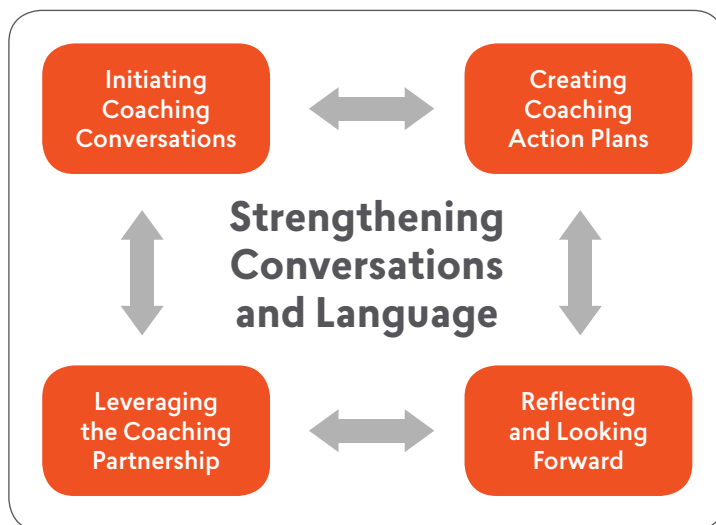 Initiating
Coaching
Conversations
Creating
Coaching
Action Plans
Strengthening
Conversations
and Language
Leveraging
the Coaching
Partnership
Reflecting
and Looking
Forward